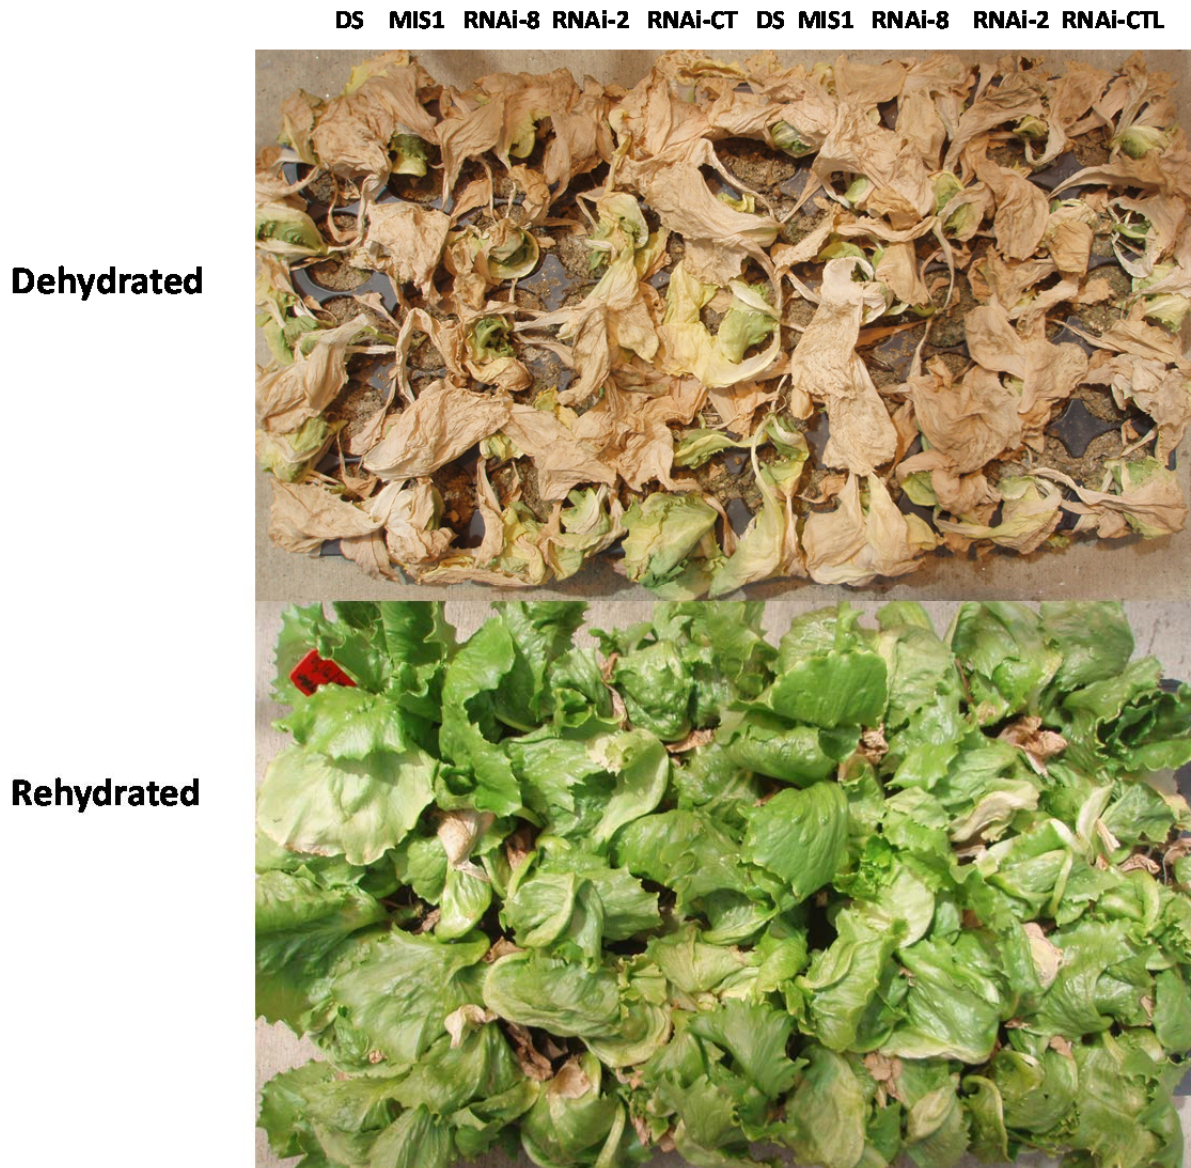 DS MIS1 RNAi-8 RNAi-2 RNAi-CT DS MIS1 RNAi-8 RNAi-2 RNAi-CTL
Dehydrated
Rehydrated